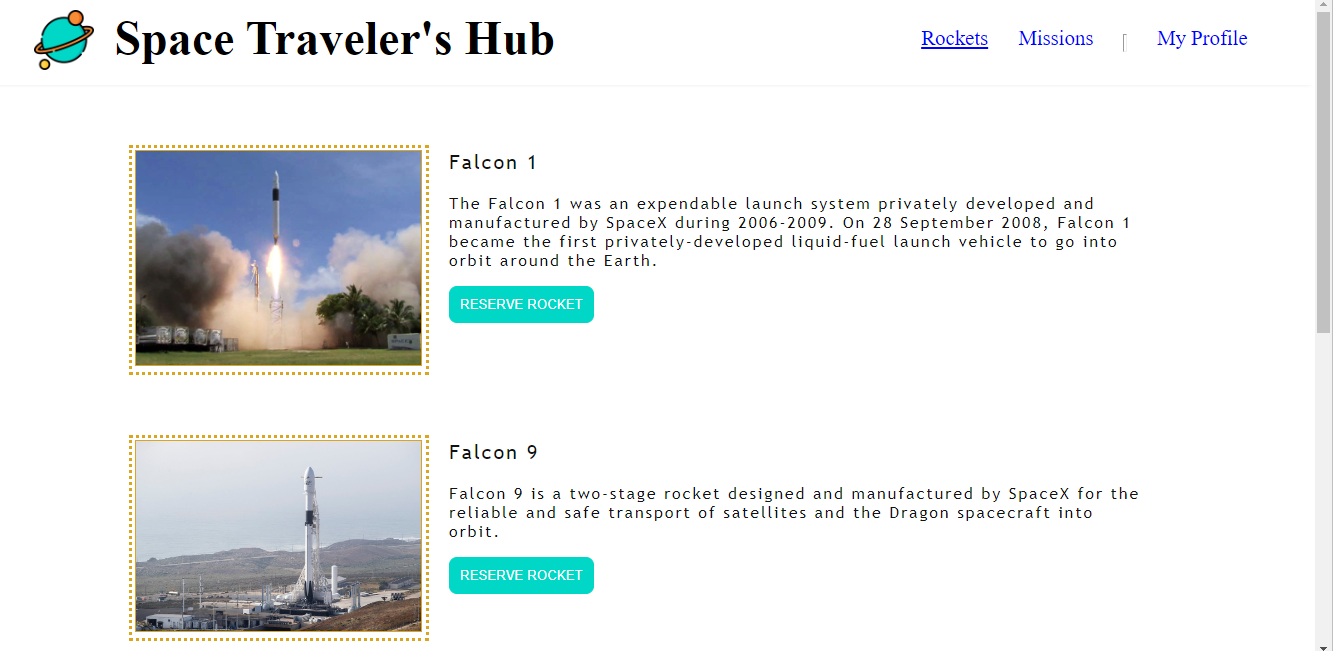 Space Traveler's Hub
Rockets Missions | My Profile
Falcon 1
The Falcon 1 was an expendable launch system privately developed and
manufactured by SpaceX during 2006-2009. On 28 September 2008, Falcon 1
became the first privately-developed liquid-fuel launch vehicle to go into
orbit around the Earth.
RESERVE ROCKET
Falcon 9
Falcon 9 is a two-stage rocket designed and manufactured by SpaceX for the
reliable and safe transport of satellites and the Dragon spacecraft into
orbit.
RESERVE ROCKET